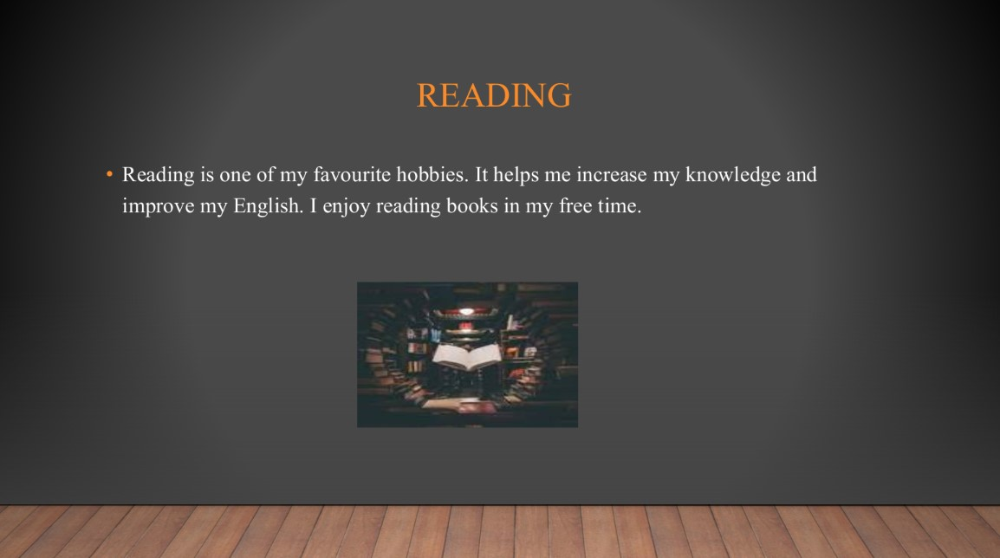 READING
• Reading is one of my favourite hobbies. It helps me increase my knowledge and
improve my English. I enjoy reading books in my free time.